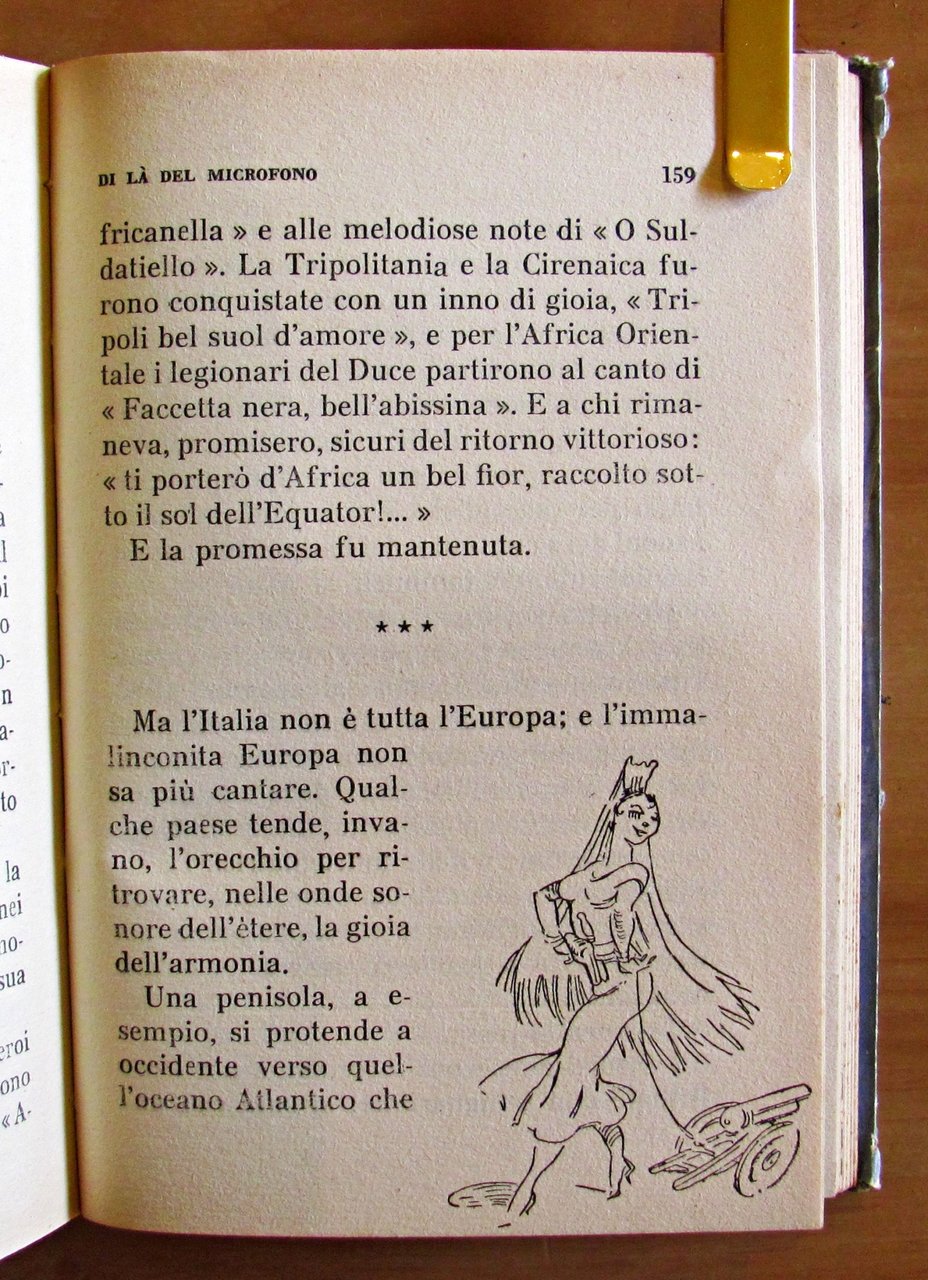 DI LÀ DEL MICROFONO 159
fricanella » e alle melodiose note di « O Sul-
datiello ». La Tripolitania e la Cirenaica fu-
rono conquistate con un inno di gioia, « Tri-
poli bel suol d'amore », e per l'Africa Orien-
tale i legionari del Duce partirono al canto di
« Faccetta nera, bell'abissina ». E a chi rima-
neva, promisero, sicuri del ritorno vittorioso:
« ti porterò d'Africa un bel fior, raccolto sot-
to il sol dell'Equator!... »
E la promessa fu mantenuta.
★ ★ ★
Ma l'Italia non è tutta l'Europa; e l'imma-
linconita Europa non
sa più cantare. Qual-
che paese tende, inva-
no, l'orecchio per ri-
trovare, nelle onde so-
nore dell'ètere, la gioia
dell'armonia.
Una penisola, a e-
sempio, si protende a
occidente verso quel-
l'oceano Atlantico che